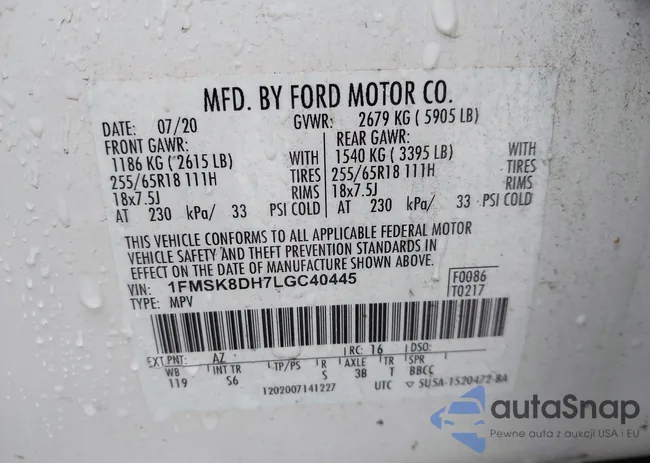 MFD. BY FORD MOTOR CO.
DATE: 07/20 GVWR: 2679 KG ( 5905 LB)
FRONT GAWR: REAR GAWR:
1186 KG ( 2615 LB) WITH 1540 KG ( 3395 LB) WITH
255/65R18 111H TIRES 255/65R18 111H TIRES
18x7.5J RIMS 18x7.5J RIMS
AT 230 kPa/ 33 PSI COLD AT 230 kPa/ 33 PSI COLD
THIS VEHICLE CONFORMS TO ALL APPLICABLE FEDERAL MOTOR
VEHICLE SAFETY AND THEFT PREVENTION STANDARDS IN
EFFECT ON THE DATE OF MANUFACTURE SHOWN ABOVE.
VIN: 1FMSK8DH7LGC40445 F0086
TYPE: MPV T0217
EXT PNT: AZ RC: 16 DSO:
WB INT TR TP/PS R AXLE TR SPR
119 S6 S 3B T BBCC
1202007141227 UTC ▽ 5U5A-1520472-BA
autaSnap
Pewne auta z aukcji USA i EU